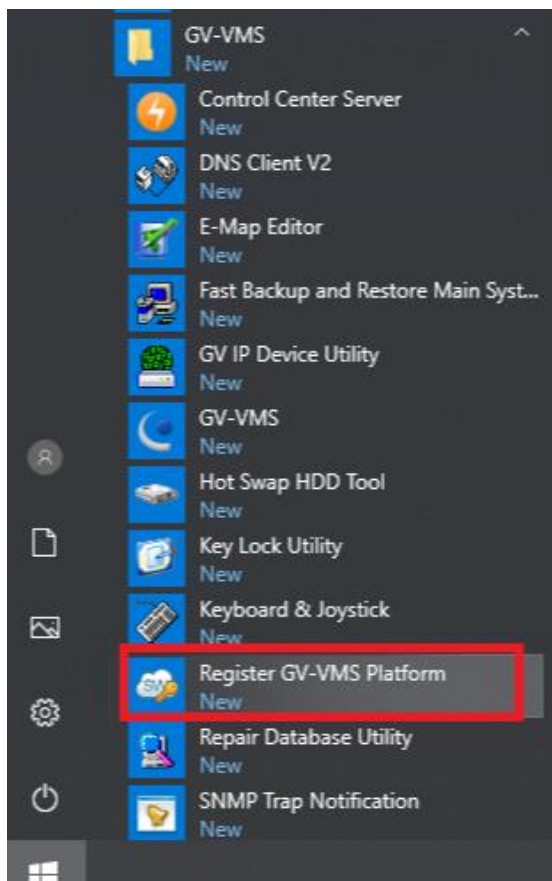 GV-VMS
New
Control Center Server
New
DNS Client V2
New
E-Map Editor
New
Fast Backup and Restore Main Syst...
New
GV IP Device Utility
New
GV-VMS
New
Hot Swap HDD Tool
New
Key Lock Utility
New
Keyboard & Joystick
New
Register GV-VMS Platform
New
Repair Database Utility
New
SNMP Trap Notification
New